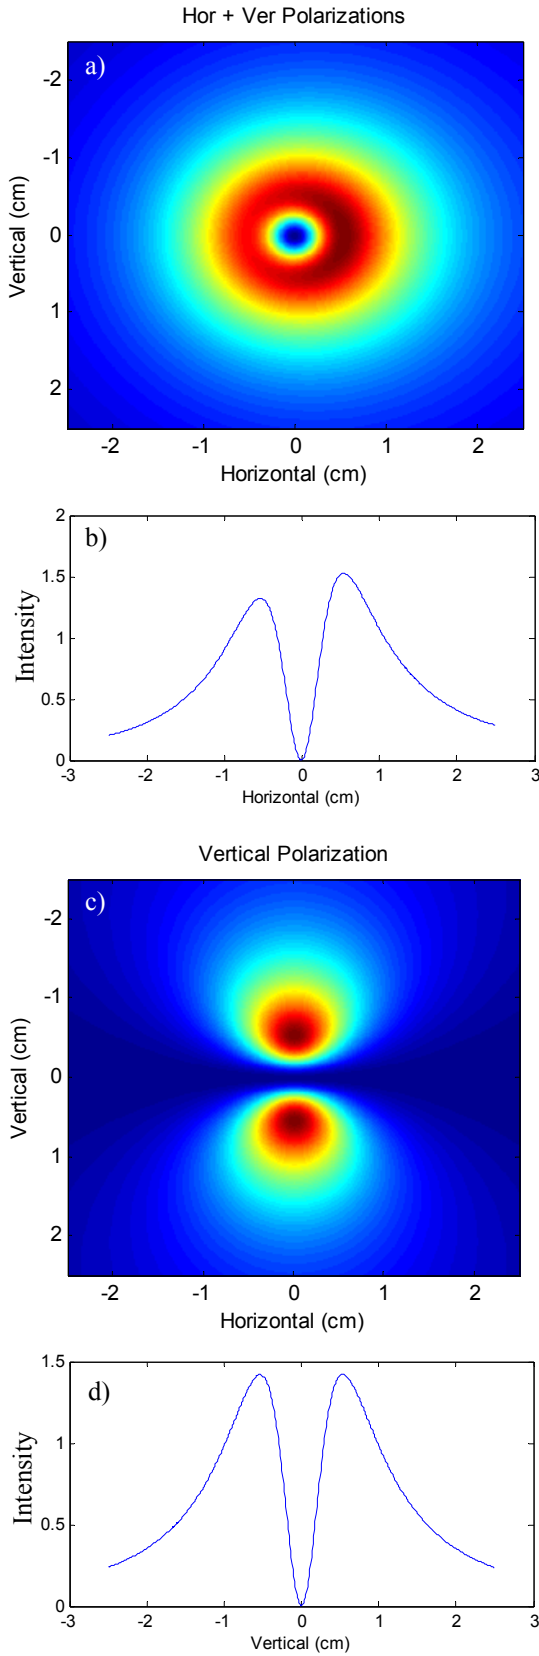 Hor + Ver Polarizations
a)
-2
-1
0
1
2
Vertical (cm)
-2 -1 0 1 2
Horizontal (cm)
b)
2
1.5
1
0.5
0
Intensity
-3 -2 -1 0 1 2 3
Horizontal (cm)
Vertical Polarization
c)
-2
-1
0
1
2
Vertical (cm)
-2 -1 0 1 2
Horizontal (cm)
d)
1.5
1
0.5
0
Intensity
-3 -2 -1 0 1 2 3
Vertical (cm)